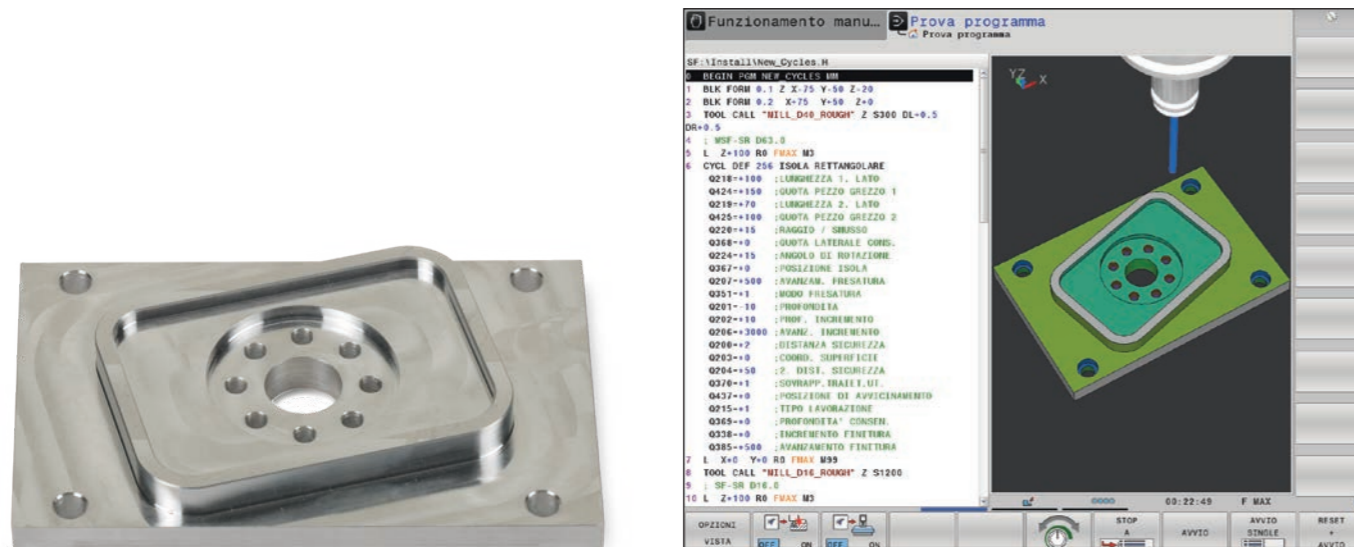 Funzionamento manu...
Prova programma
Prova programma
SF:\Install\New_Cycles.H
0 BEGIN PGM NEW_CYCLES MM
1 BLK FORM 0.1 Z X-75 Y-50 Z-20
2 BLK FORM 0.2 X+75 Y+50 Z+0
3 TOOL CALL "MILL_D40_ROUGH" Z S300 DL+0.5
DR+0.5
4 ; WSF-SR D63.0
5 L Z+100 R0 FMAX M3
6 CYCL DEF 256 ISOLA RETTANGOLARE
Q218=+100 ;LUNGHEZZA 1. LATO
Q424=+150 ;QUOTA PEZZO GREZZO 1
Q219=+70 ;LUNGHEZZA 2. LATO
Q425=+100 ;QUOTA PEZZO GREZZO 2
Q220=+15 ;RAGGIO / SMUSSO
Q368=+0 ;QUOTA LATERALE CONS.
Q224=+15 ;ANGOLO DI ROTAZIONE
Q367=+0 ;POSIZIONE ISOLA
Q207=+500 ;AVANZAM. FRESATURA
Q351=+1 ;MODO FRESATURA
Q201=-10 ;PROFONDITA
Q202=+10 ;PROF. INCREMENTO
Q206=+3000 ;AVANZ. INCREMENTO
Q200=+2 ;DISTANZA SICUREZZA
Q203=+0 ;COORD. SUPERFICIE
Q204=+50 ;2. DIST. SICUREZZA
Q370=+1 ;SOVRAPP.TRAIET.UT.
Q437=+0 ;POSIZIONE DI AVVICINAMENTO
Q215=+1 ;TIPO LAVORAZIONE
Q369=+0 ;PROFONDITA' CONSEN.
Q338=+0 ;INCREMENTO FINITURA
Q385=+500 ;AVANZAMENTO FINITURA
7 L X+0 Y+0 R0 FMAX M99
8 TOOL CALL "MILL_D16_ROUGH" Z S1200
9 ; SF-SR D16.0
10 L Z+100 R0 FMAX M3
YZ X
00:22:49 F MAX
OPZIONI VISTA
OFF ON
OFF ON
STOP A
AVVIO
AVVIO SINGLE
RESET + AVVIO